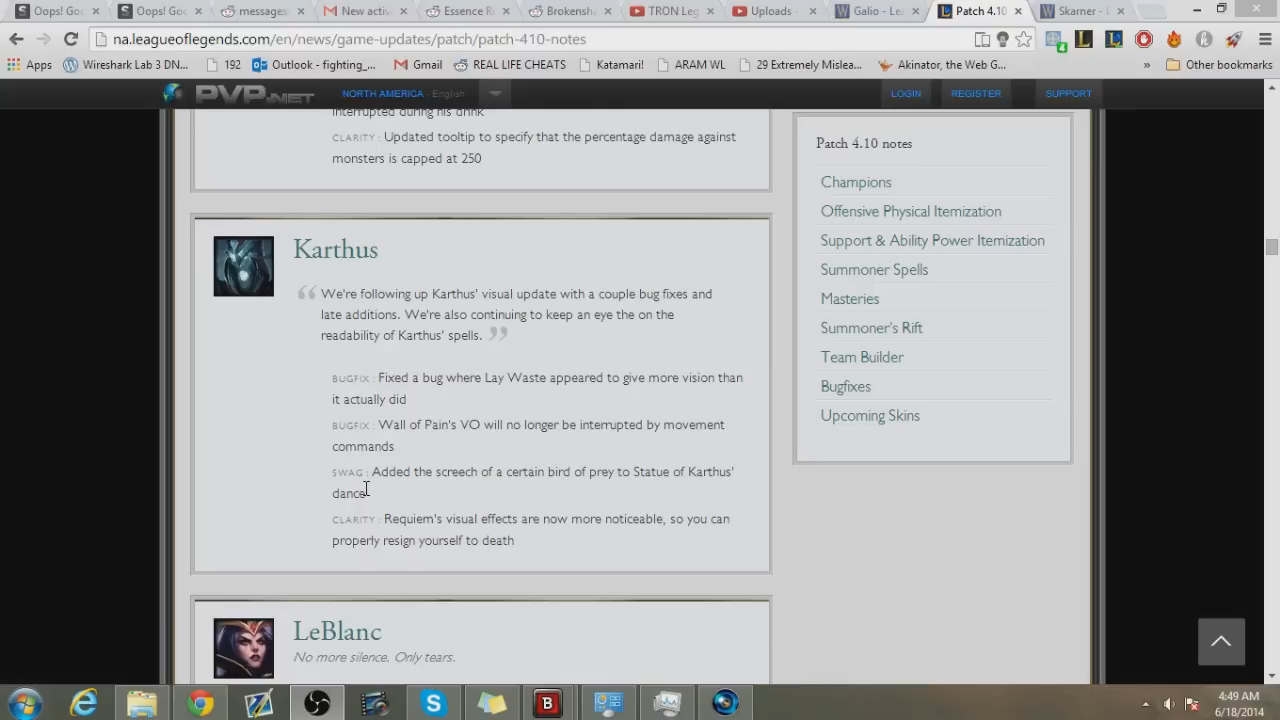 Oops! Goo
Oops! Goo
messages:
New active
Essence Re
Brokensha
TRON Leg
Uploads -
Galio - Lea
Patch 4.10
Skarner - L
na.leagueoflegends.com/en/news/game-updates/patch/patch-410-notes
Apps
Wireshark Lab 3 DN...
192
Outlook - fighting_...
Gmail
REAL LIFE CHEATS
Katamari!
ARAM WL
29 Extremely Mislea...
Akinator, the Web G...
»
Other bookmarks
PVP.NET
NORTH AMERICA - English
LOGIN
REGISTER
SUPPORT
interrupted during his drink
CLARITY : Updated tooltip to specify that the percentage damage against
monsters is capped at 250
Karthus
We're following up Karthus' visual update with a couple bug fixes and
late additions. We're also continuing to keep an eye the on the
readability of Karthus' spells.
BUGFIX : Fixed a bug where Lay Waste appeared to give more vision than
it actually did
BUGFIX : Wall of Pain's VO will no longer be interrupted by movement
commands
SWAG : Added the screech of a certain bird of prey to Statue of Karthus'
dance
CLARITY : Requiem's visual effects are now more noticeable, so you can
properly resign yourself to death
LeBlanc
No more silence. Only tears.
Patch 4.10 notes
Champions
Offensive Physical Itemization
Support & Ability Power Itemization
Summoner Spells
Masteries
Summoner's Rift
Team Builder
Bugfixes
Upcoming Skins
4:49 AM
6/18/2014